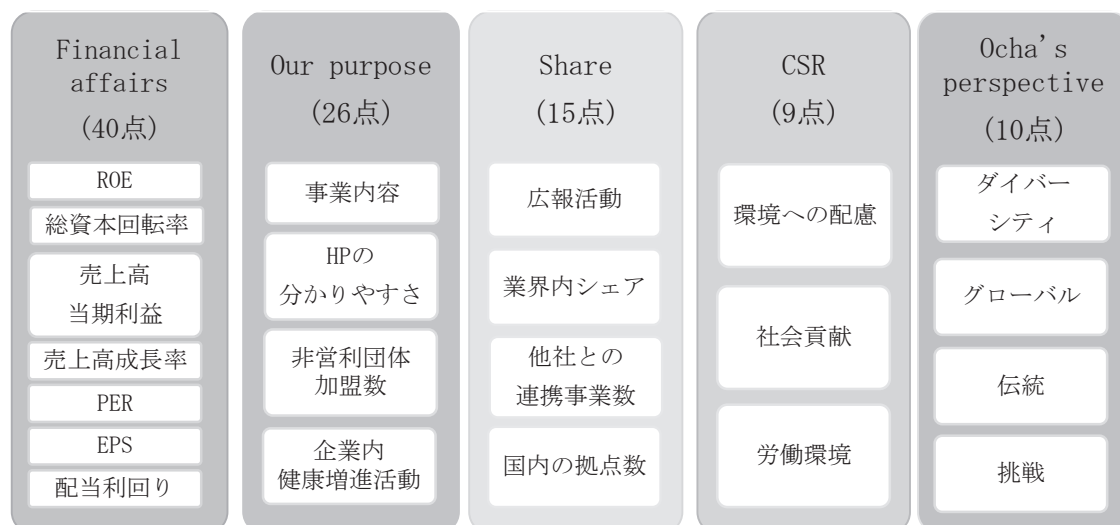 Financial
affairs
(40点)
ROE
総資本回転率
売上高
当期利益
売上高成長率
PER
EPS
配当利回り
Our purpose
(26点)
事業内容
HPの
分かりやすさ
非営利団体
加盟数
企業内
健康増進活動
Share
(15点)
広報活動
業界内シェア
他社との
連携事業数
国内の拠点数
CSR
(9点)
環境への配慮
社会貢献
労働環境
Ocha's
perspective
(10点)
ダイバー
シティ
グローバル
伝統
挑戦